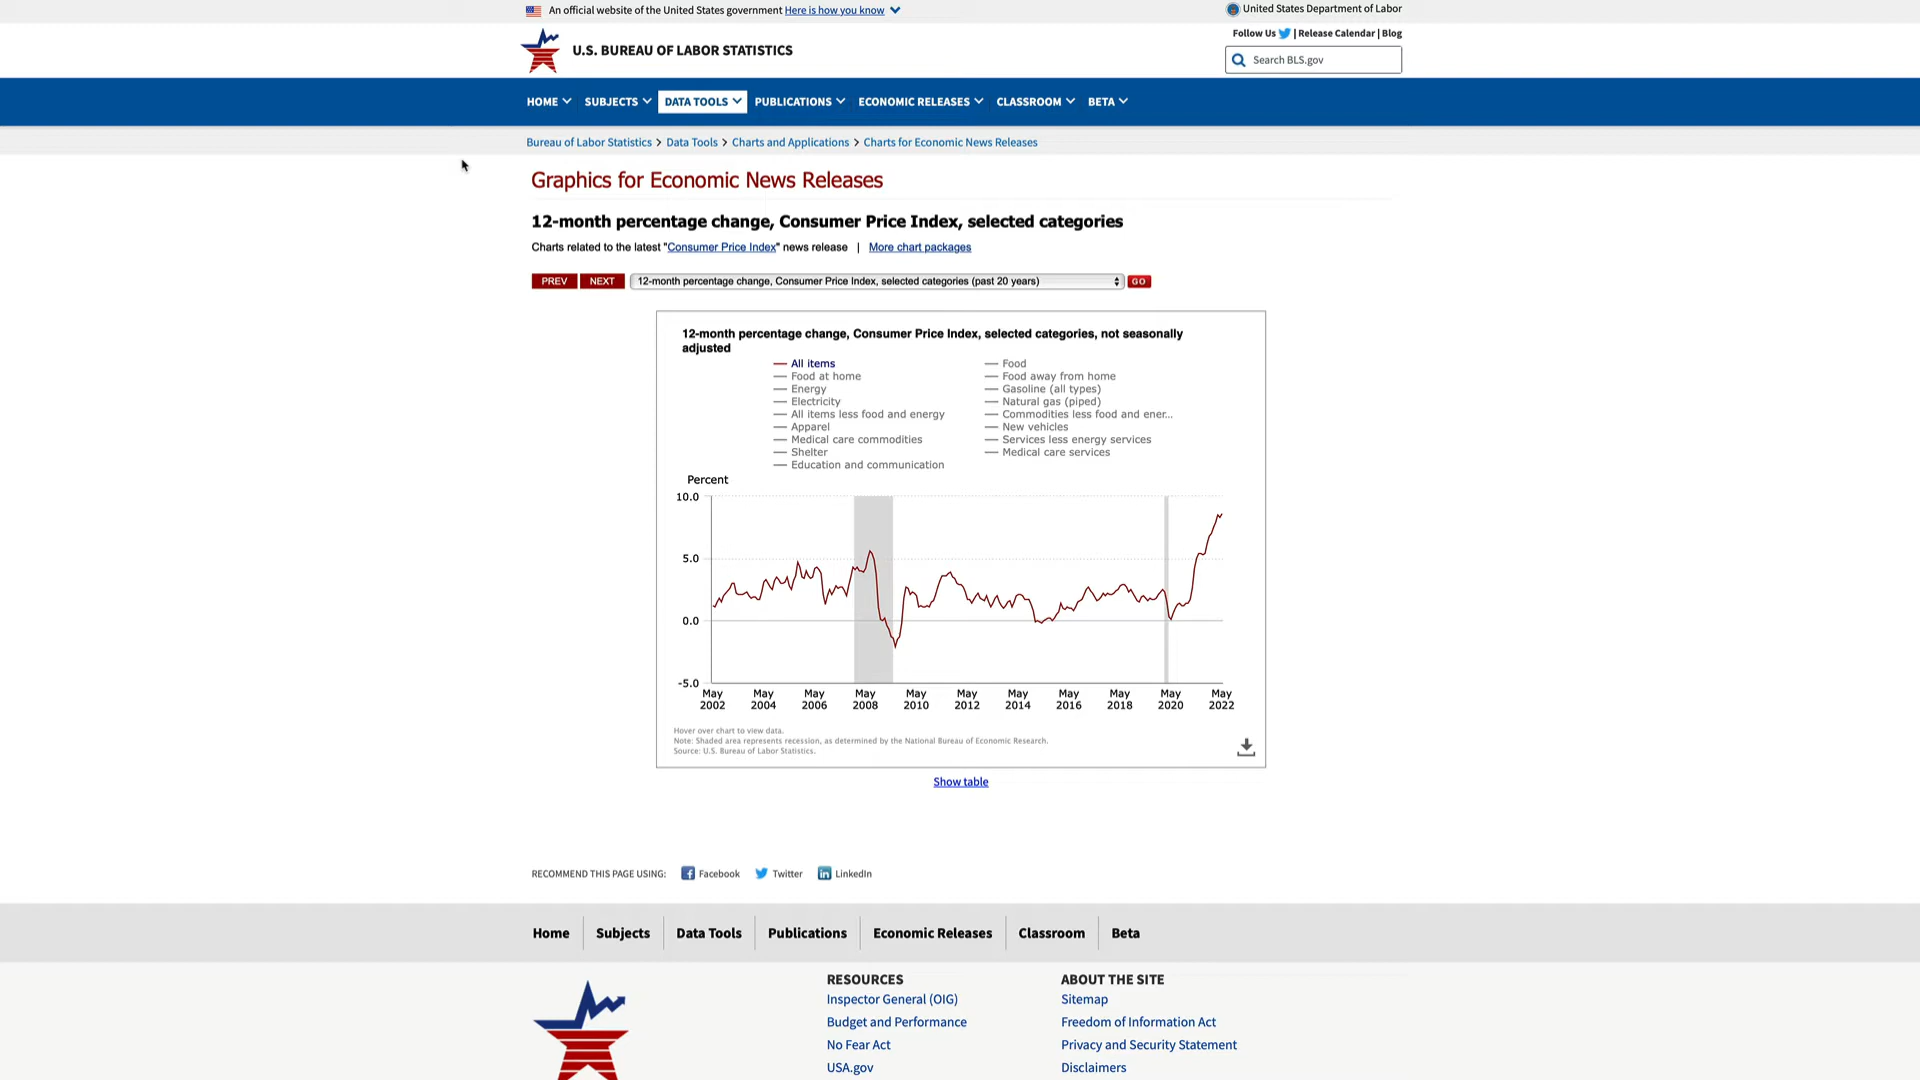 An official website of the United States government Here is how you know
United States Department of Labor
Follow Us | Release Calendar | Blog
U.S. BUREAU OF LABOR STATISTICS
Search BLS.gov
HOME SUBJECTS DATA TOOLS PUBLICATIONS ECONOMIC RELEASES CLASSROOM BETA
Bureau of Labor Statistics > Data Tools > Charts and Applications > Charts for Economic News Releases
Graphics for Economic News Releases
12-month percentage change, Consumer Price Index, selected categories
Charts related to the latest "Consumer Price Index" news release | More chart packages
PREV NEXT 12-month percentage change, Consumer Price Index, selected categories (past 20 years) GO
12-month percentage change, Consumer Price Index, selected categories, not seasonally
adjusted
All items Food
Food at home Food away from home
Energy Gasoline (all types)
Electricity Natural gas (piped)
All items less food and energy Commodities less food and ener...
Apparel New vehicles
Medical care commodities Services less energy services
Shelter Medical care services
Education and communication
Percent
10.0
5.0
0.0
-5.0
May May May May May May May May May May May
2002 2004 2006 2008 2010 2012 2014 2016 2018 2020 2022
Hover over chart to view data.
Note: Shaded area represents recession, as determined by the National Bureau of Economic Research.
Source: U.S. Bureau of Labor Statistics.
Show table
RECOMMEND THIS PAGE USING: Facebook Twitter LinkedIn
Home Subjects Data Tools Publications Economic Releases Classroom Beta
RESOURCES
Inspector General (OIG)
Budget and Performance
No Fear Act
USA.gov
ABOUT THE SITE
Sitemap
Freedom of Information Act
Privacy and Security Statement
Disclaimers